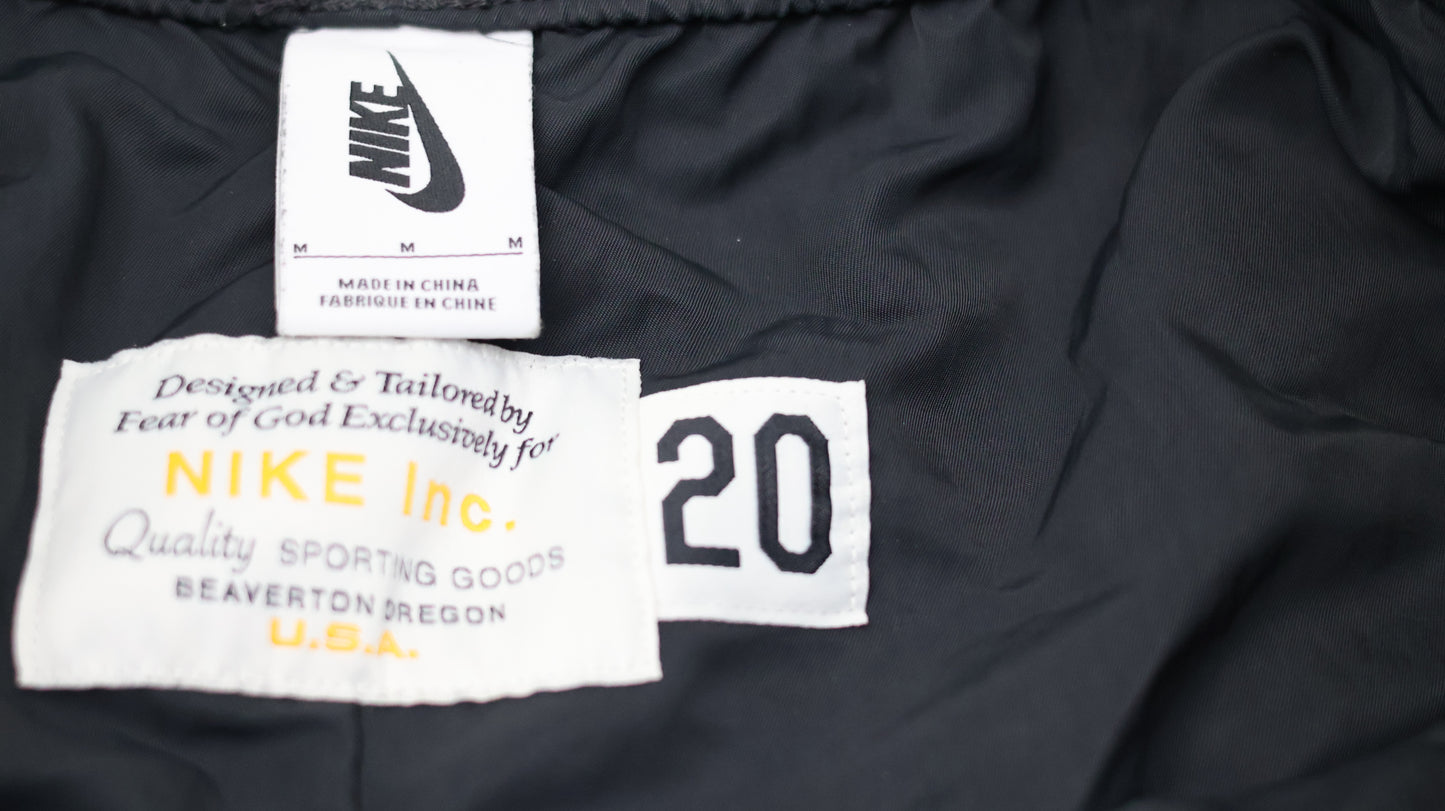 NIKE
M M M
MADE IN CHINA
FABRIQUE EN CHINE
Designed & Tailored by
Fear of God Exclusively for
NIKE Inc.
Quality SPORTING GOODS
BEAVERTON OREGON
U.S.A.
20